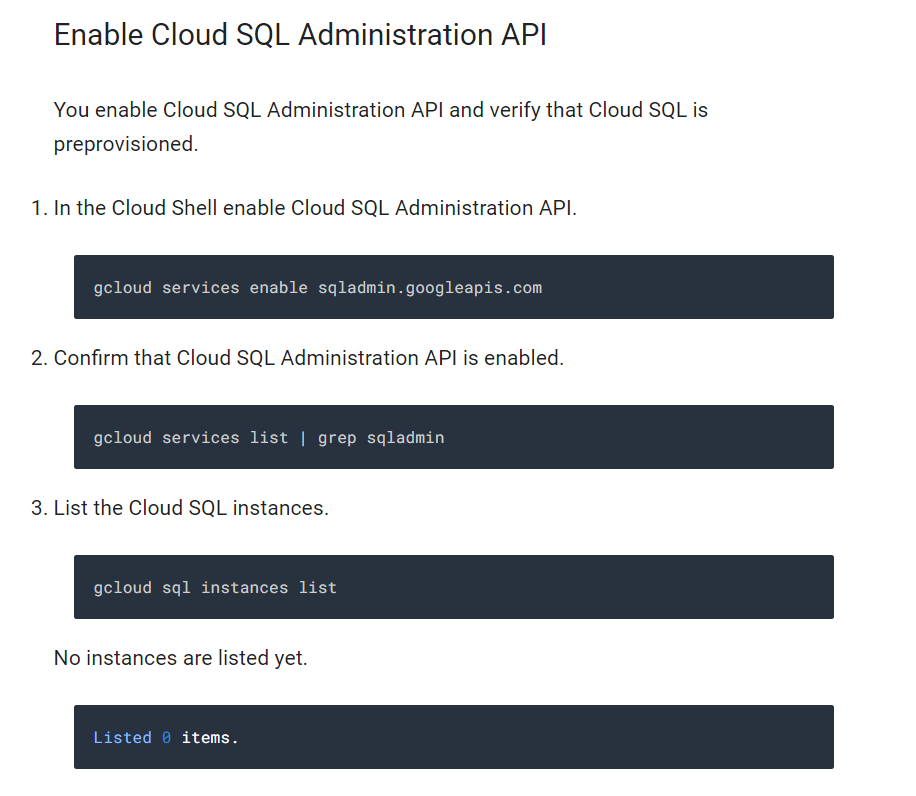 Enable Cloud SQL Administration API
You enable Cloud SQL Administration API and verify that Cloud SQL is
preprovisioned.
1. In the Cloud Shell enable Cloud SQL Administration API.
gcloud services enable sqladmin.googleapis.com
2. Confirm that Cloud SQL Administration API is enabled.
gcloud services list | grep sqladmin
3. List the Cloud SQL instances.
gcloud sql instances list
No instances are listed yet.
Listed 0 items.